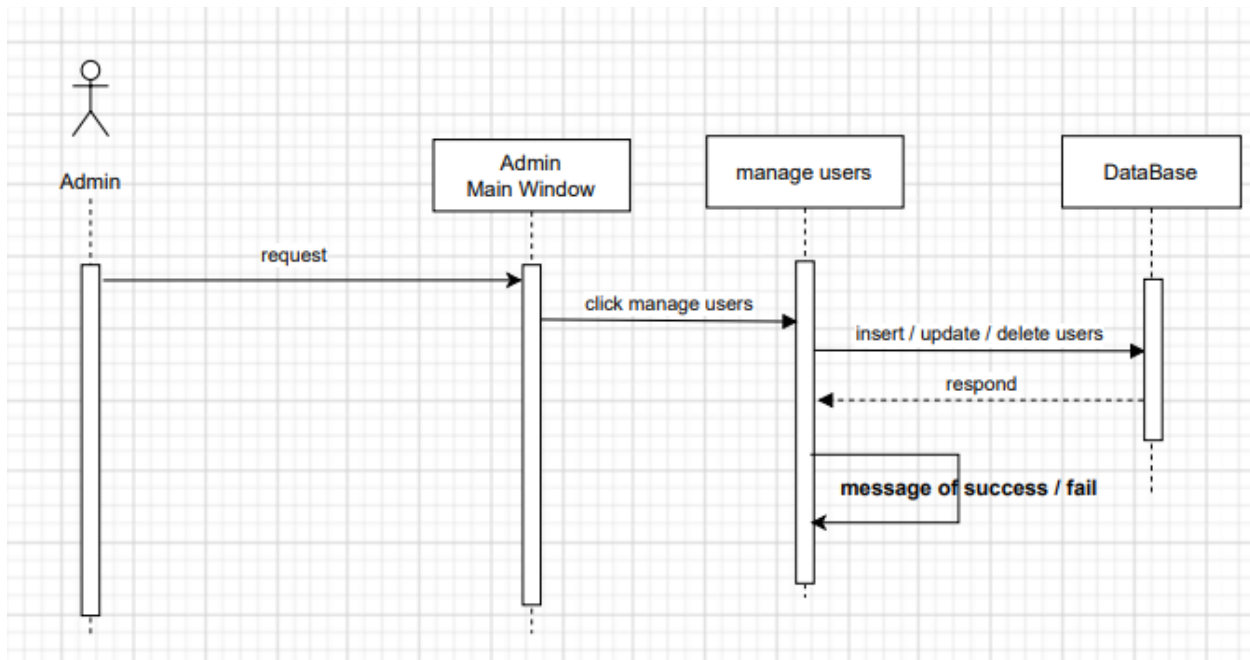 Admin
Admin
Main Window
manage users
DataBase
request
click manage users
insert / update / delete users
respond
message of success / fail